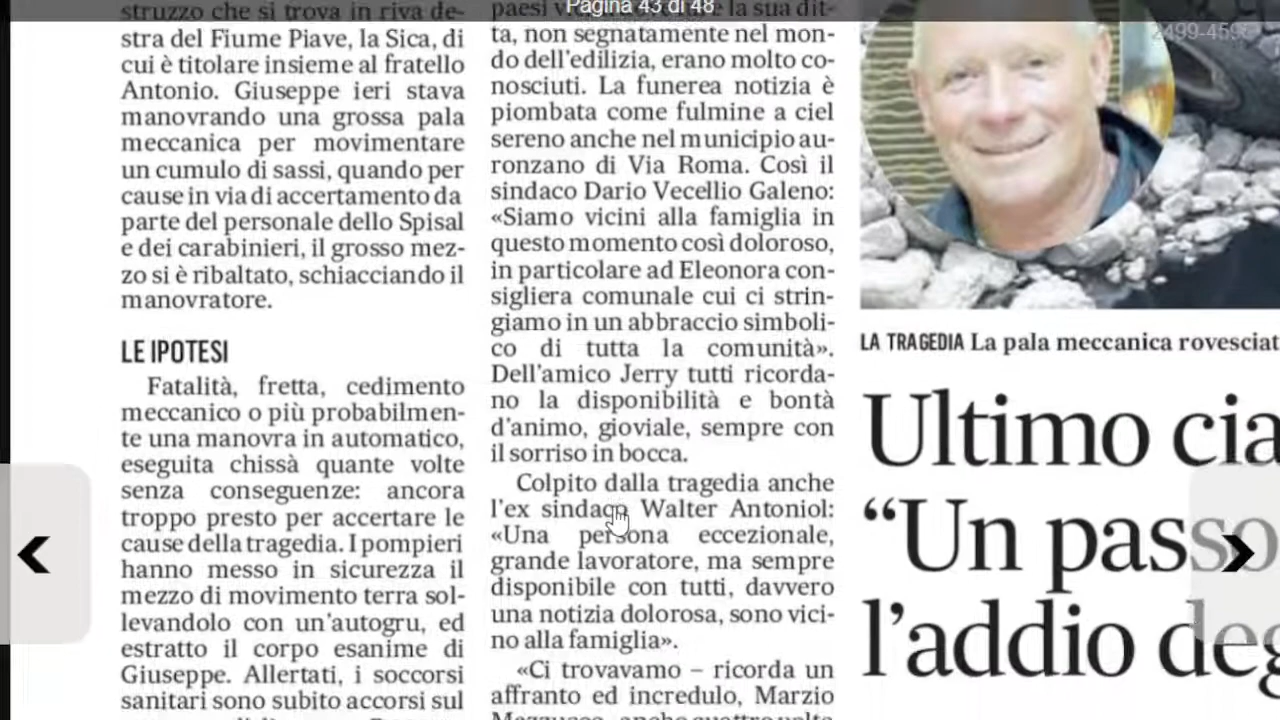 Pagina 43 di 48
struzzo che si trova in riva de-
stra del Fiume Piave, la Sica, di
cui è titolare insieme al fratello
Antonio. Giuseppe ieri stava
manovrando una grossa pala
meccanica per movimentare
un cumulo di sassi, quando per
cause in via di accertamento da
parte del personale dello Spisal
e dei carabinieri, il grosso mez-
zo si è ribaltato, schiacciando il
manovratore.
LE IPOTESI
Fatalità, fretta, cedimento
meccanico o più probabilmen-
te una manovra in automatico,
eseguita chissà quante volte
senza conseguenze: ancora
troppo presto per accertare le
cause della tragedia. I pompieri
hanno messo in sicurezza il
mezzo di movimento terra sol-
levandolo con un'autogru, ed
estratto il corpo esanime di
Giuseppe. Allertati, i soccorsi
sanitari sono subito accorsi sul
paesi è la sua dit-
ta, non segnatamente nel mon-
do dell'edilizia, erano molto co-
nosciuti. La funerea notizia è
piombata come fulmine a ciel
sereno anche nel municipio au-
ronzano di Via Roma. Così il
sindaco Dario Vecellio Galeno:
«Siamo vicini alla famiglia in
questo momento così doloroso,
in particolare ad Eleonora con-
sigliera comunale cui ci strin-
giamo in un abbraccio simboli-
co di tutta la comunità».
Dell'amico Jerry tutti ricorda-
no la disponibilità e bontà
d'animo, gioviale, sempre con
il sorriso in bocca.
Colpito dalla tragedia anche
l'ex sindaco Walter Antoniol:
«Una persona eccezionale,
grande lavoratore, ma sempre
disponibile con tutti, davvero
una notizia dolorosa, sono vici-
no alla famiglia».
«Ci trovavamo – ricorda un
affranto ed incredulo, Marzio
LA TRAGEDIA La pala meccanica rovesciat
Ultimo cia
“Un passo
l’addio deg